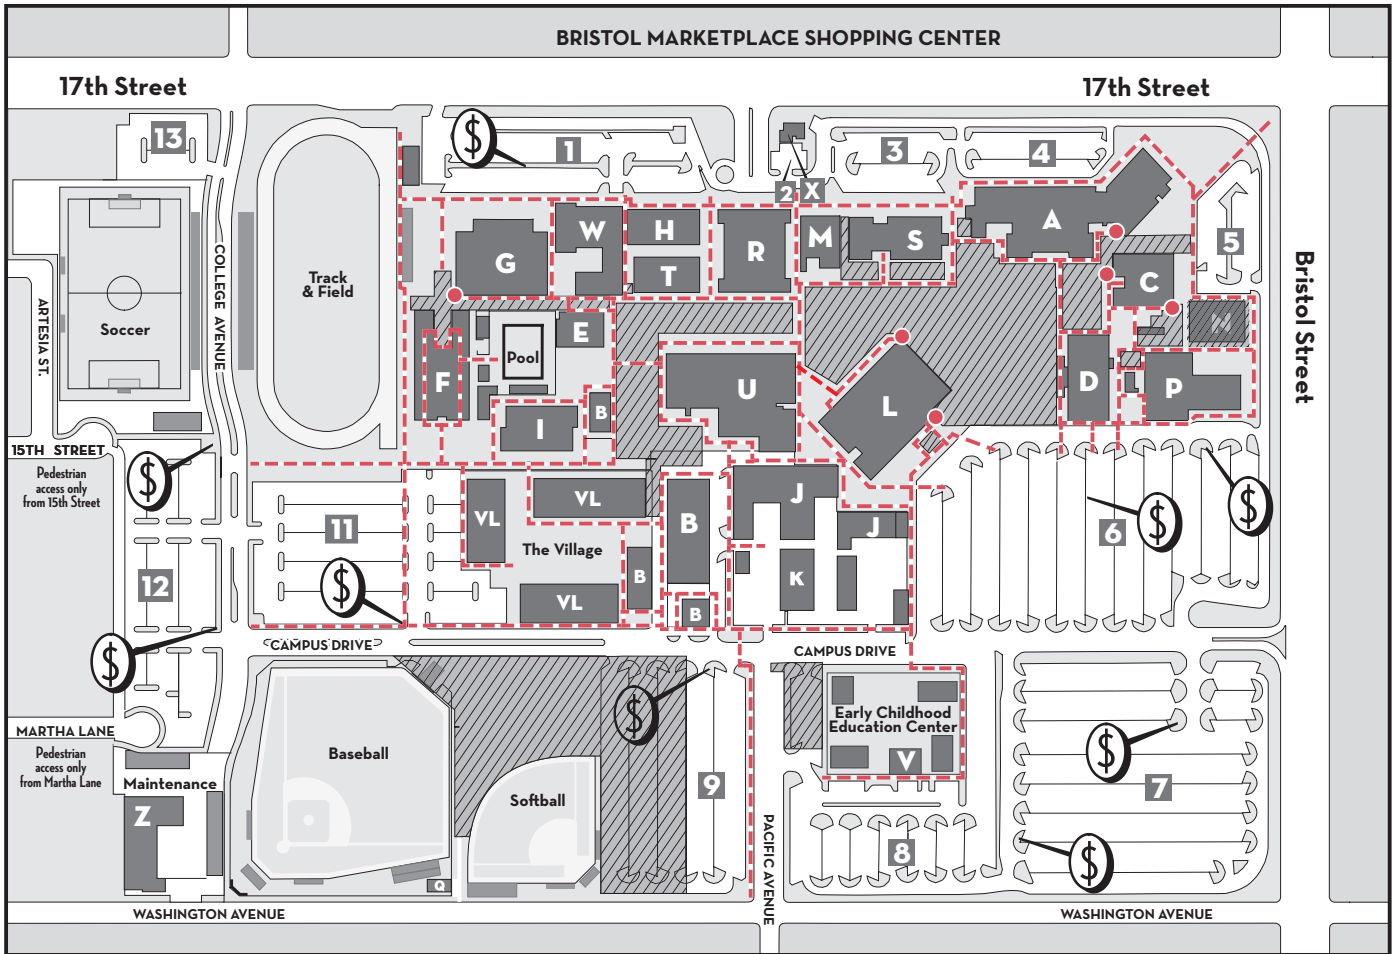 BRISTOL MARKETPLACE SHOPPING CENTER
17th Street
17th Street
13
$
1
3
4
2
X
A
5
W
H
R
M
S
G
T
C
COLLEGE AVENUE
Track
& Field
Bristol Street
ARTESIA ST.
Soccer
E
N
Pool
F
U
L
D
P
B
I
15TH STREET
Pedestrian
access only
from 15th Street
$
VL
VL
J
B
J
6
$
$
11
The Village
12
$
B
K
VL
B
CAMPUS DRIVE
CAMPUS DRIVE
$
MARTHA LANE
Pedestrian
access only
from Martha Lane
$
Early Childhood
Education Center
V
$
Baseball
Maintenance
Z
Softball
9
7
PACIFIC AVENUE
8
$
Q
WASHINGTON AVENUE
WASHINGTON AVENUE